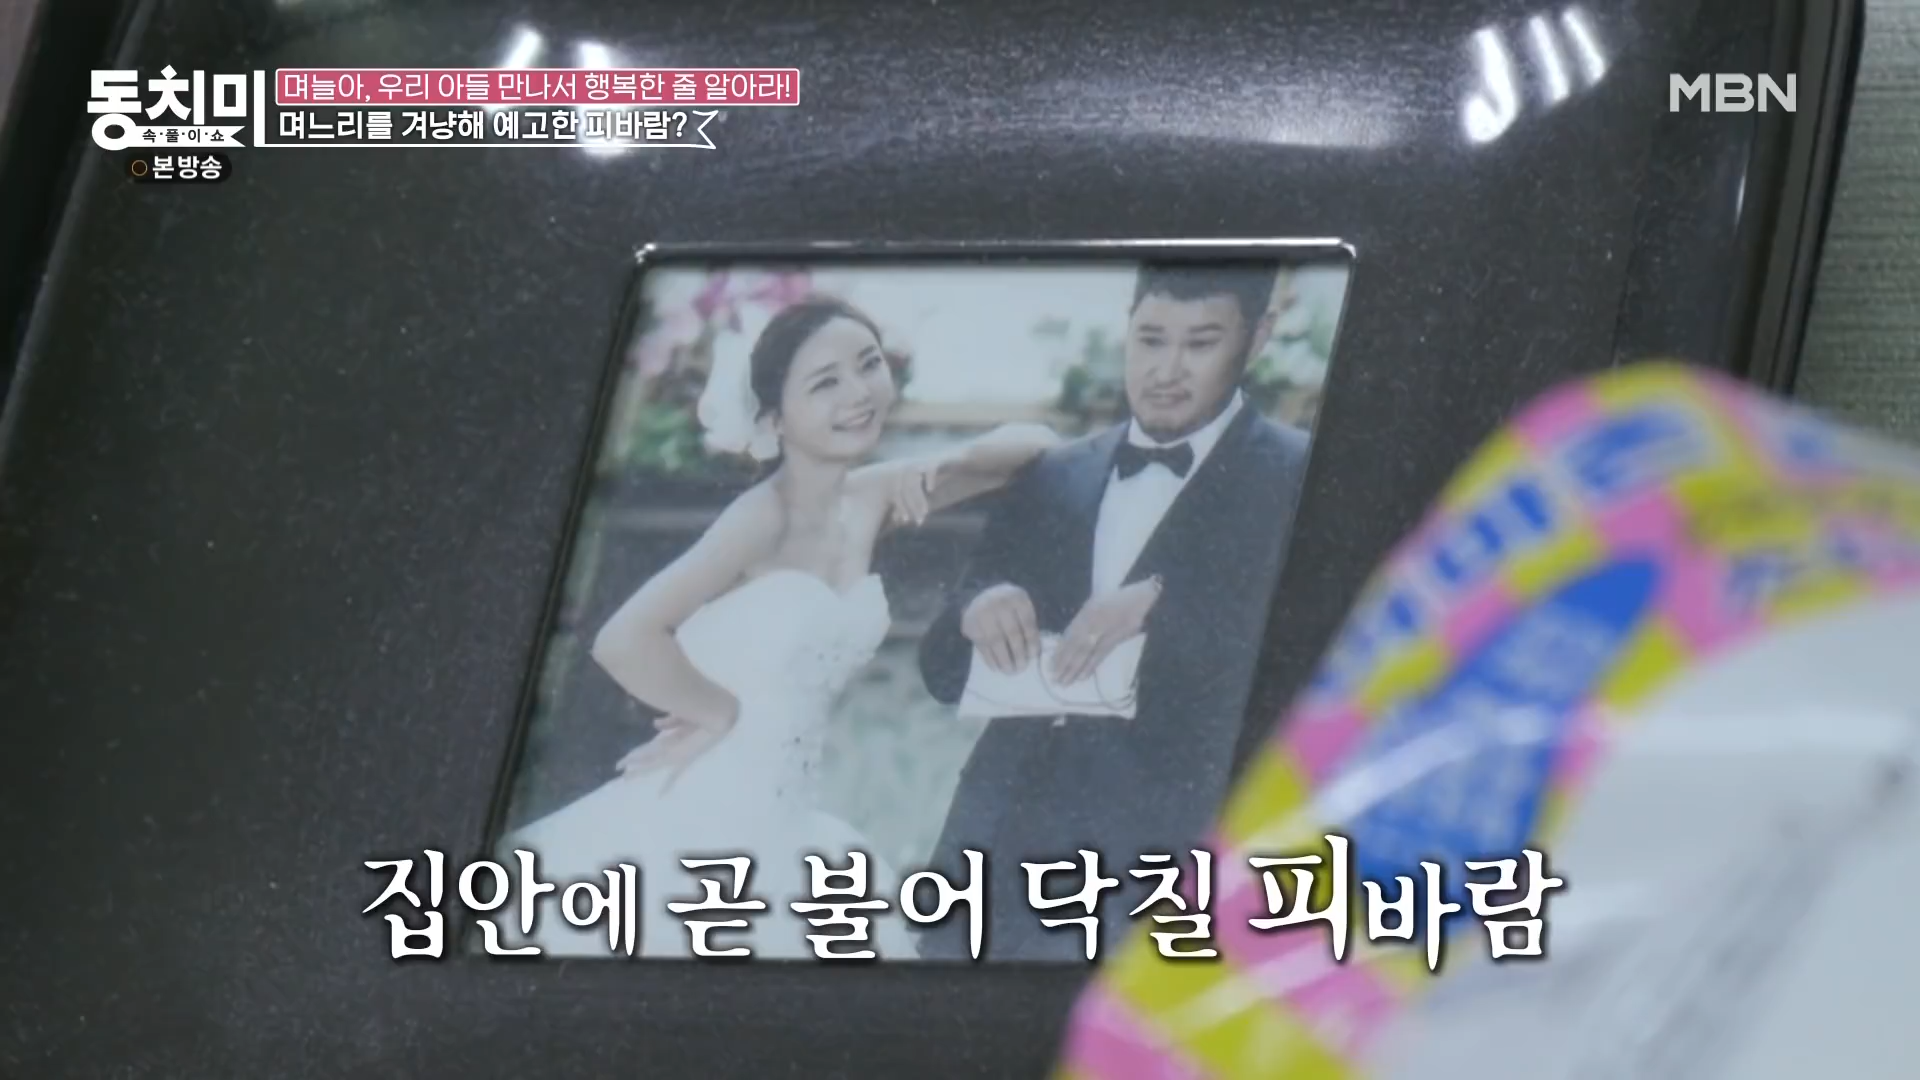 동치미
속·풀·이·쇼
본방송
며늘아, 우리 아들 만나서 행복한 줄 알아라!
며느리를 겨냥해 예고한 피바람?
MBN
집안에 곧 불어 닥칠 피바람